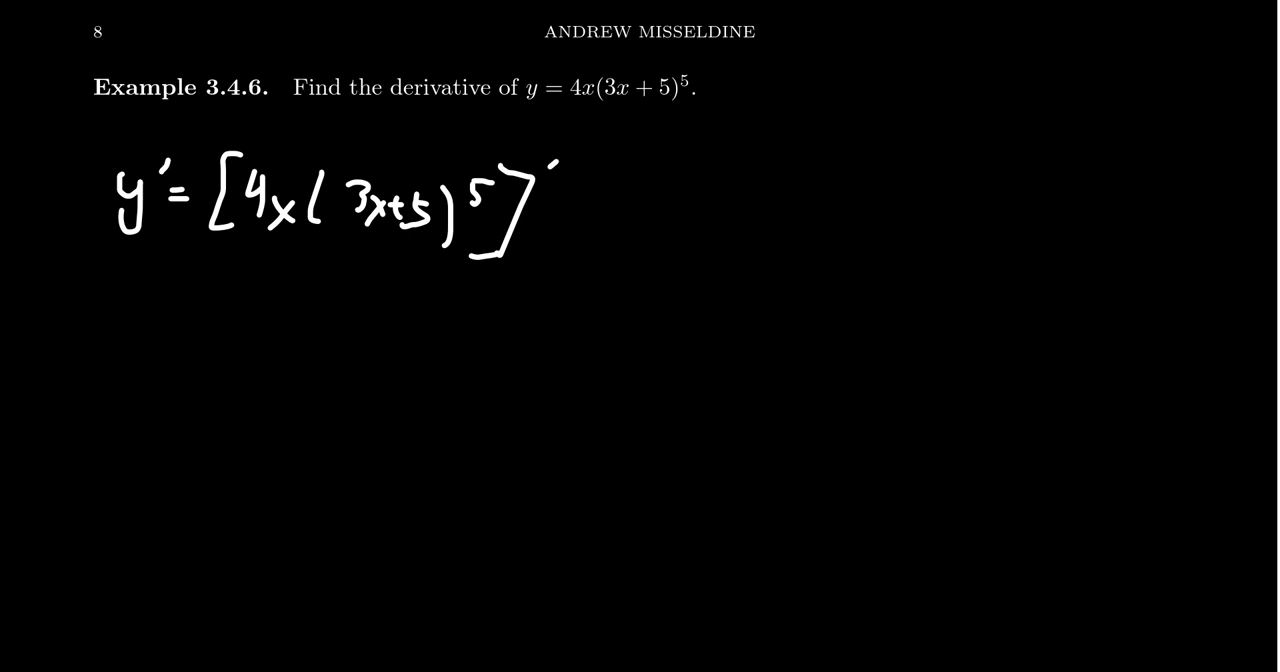 8 ANDREW MISSELDINE
Example 3.4.6. Find the derivative of y = 4x(3x + 5)⁵.
y' = [4x(3x+5)⁵]'